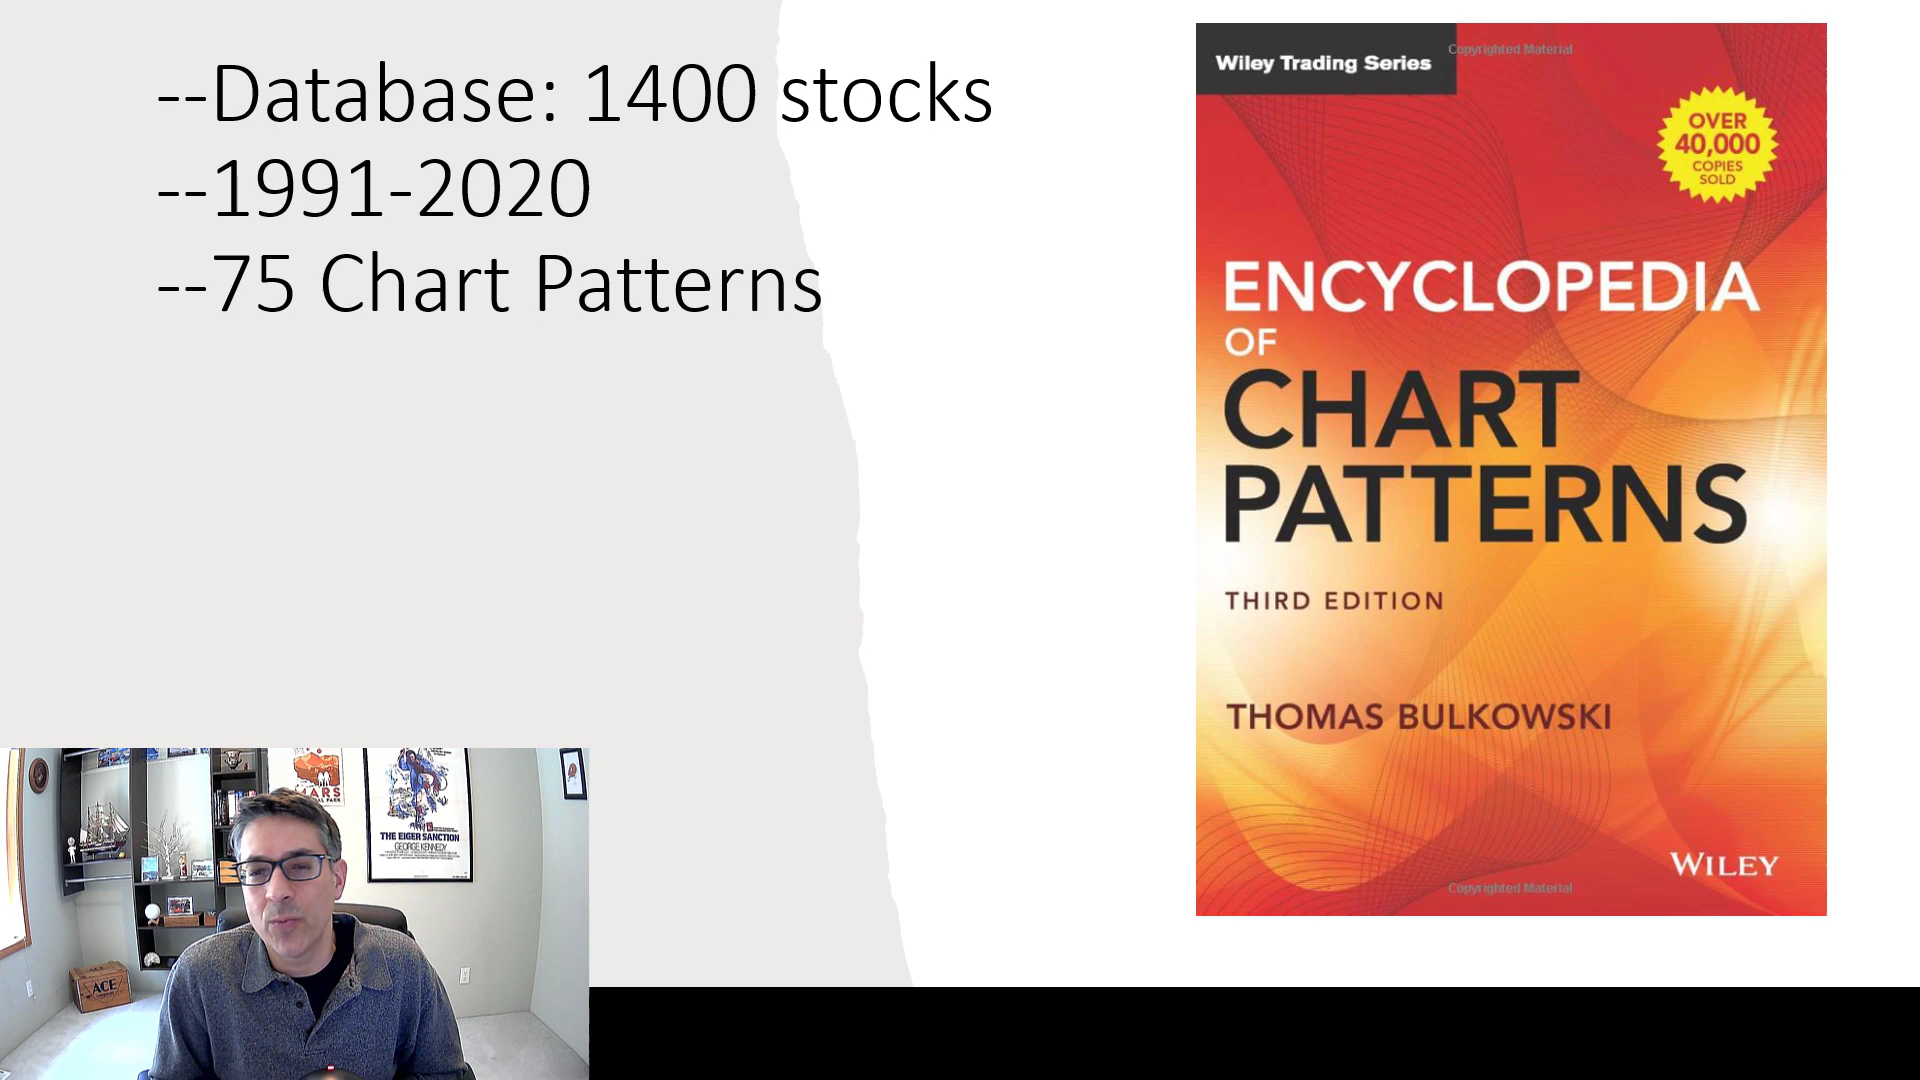 --Database: 1400 stocks
--1991-2020
--75 Chart Patterns
Wiley Trading Series
Copyrighted Material
OVER
40,000
COPIES
SOLD
ENCYCLOPEDIA
OF
CHART
PATTERNS
THIRD EDITION
THOMAS BULKOWSKI
WILEY
Copyrighted Material
MARS
THE EIGER SANCTION
GEORGE KENNEDY
ACE